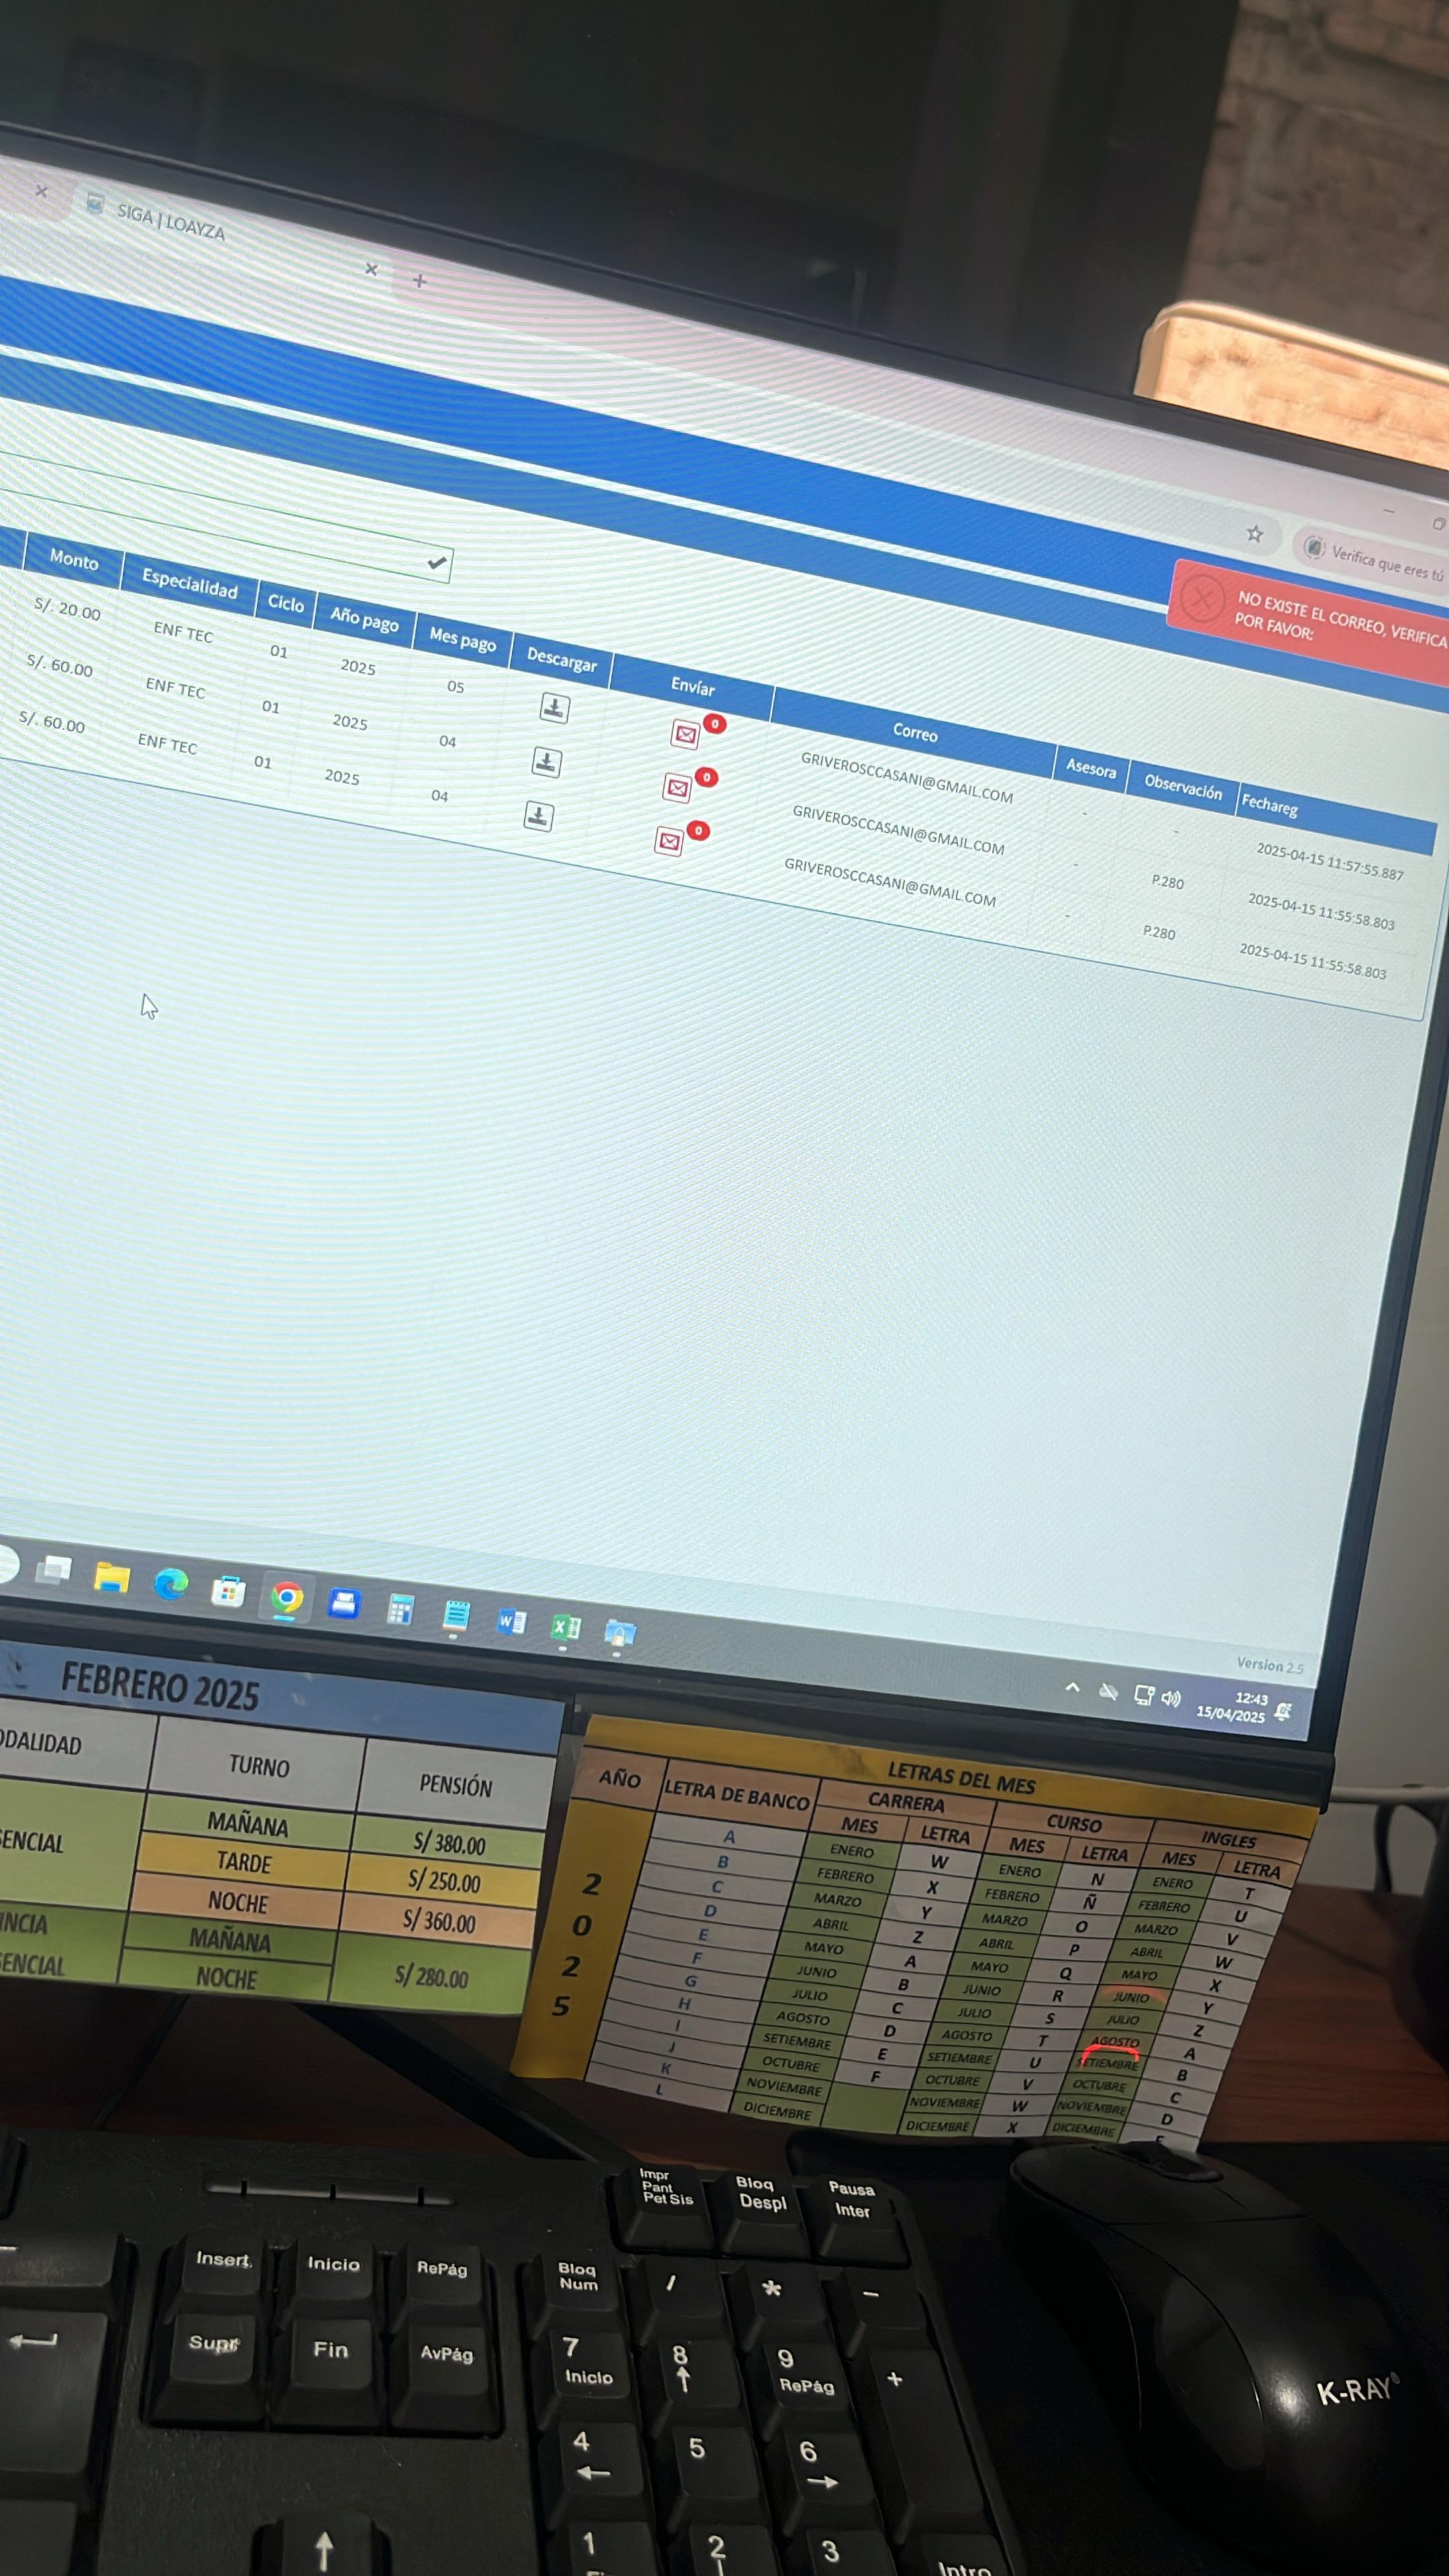 SIGA | LOAYZA
Verifica que eres tú
NO EXISTE EL CORREO, VERIFICA
POR FAVOR:
Monto Especialidad Ciclo Año pago Mes pago Descargar Envíar Correo Asesora Observación Fechareg
S/. 20.00 ENF TEC 01 2025 05 0 GRIVEROSCCASANI@GMAIL.COM - - 2025-04-15 11:57:55.887
S/. 60.00 ENF TEC 01 2025 04 0 GRIVEROSCCASANI@GMAIL.COM - P.280 2025-04-15 11:55:58.803
S/. 60.00 ENF TEC 01 2025 04 0 GRIVEROSCCASANI@GMAIL.COM - P.280 2025-04-15 11:55:58.803
Version 2.5
12:43
15/04/2025
FEBRERO 2025
ODALIDAD TURNO PENSIÓN
ENCIAL MAÑANA S/ 380.00
TARDE S/ 250.00
NOCHE S/ 360.00
NCIA MAÑANA
ENCIAL NOCHE S/ 280.00
LETRAS DEL MES
AÑO LETRA DE BANCO CARRERA CURSO INGLES
MES LETRA MES LETRA MES LETRA
2025
A ENERO W ENERO N ENERO T
B FEBRERO X FEBRERO Ñ FEBRERO U
C MARZO Y MARZO O MARZO V
D ABRIL Z ABRIL P ABRIL W
E MAYO A MAYO Q MAYO X
F JUNIO B JUNIO R JUNIO Y
G JULIO C JULIO S JULIO Z
H AGOSTO D AGOSTO T AGOSTO A
I SETIEMBRE E SETIEMBRE U SETIEMBRE B
J OCTUBRE F OCTUBRE V OCTUBRE C
K NOVIEMBRE NOVIEMBRE W NOVIEMBRE D
L DICIEMBRE DICIEMBRE X DICIEMBRE
Impr
Pant
Pet Sis
Bloq
Despl
Pausa
Inter
Insert Inicio RePág
Bloq
Num
/ * -
Supr Fin AvPág
7
Inicio
8
9
RePág
+
4 5 6
1 2 3
Intro
K-RAY